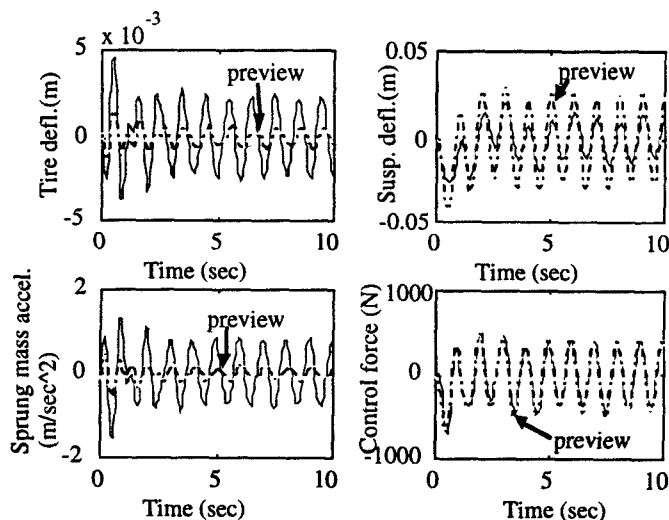 x 10^-3
5
0
-5
Tire defl.(m)
preview
0 5 10
Time (sec)
0.05
0
-0.05
Susp. defl.(m)
preview
0 5 10
Time (sec)
2
0
-2
Sprung mass accel.
(m/sec^2)
preview
0 5 10
Time (sec)
1000
0
-1000
Control force (N)
preview
0 5 10
Time (sec)